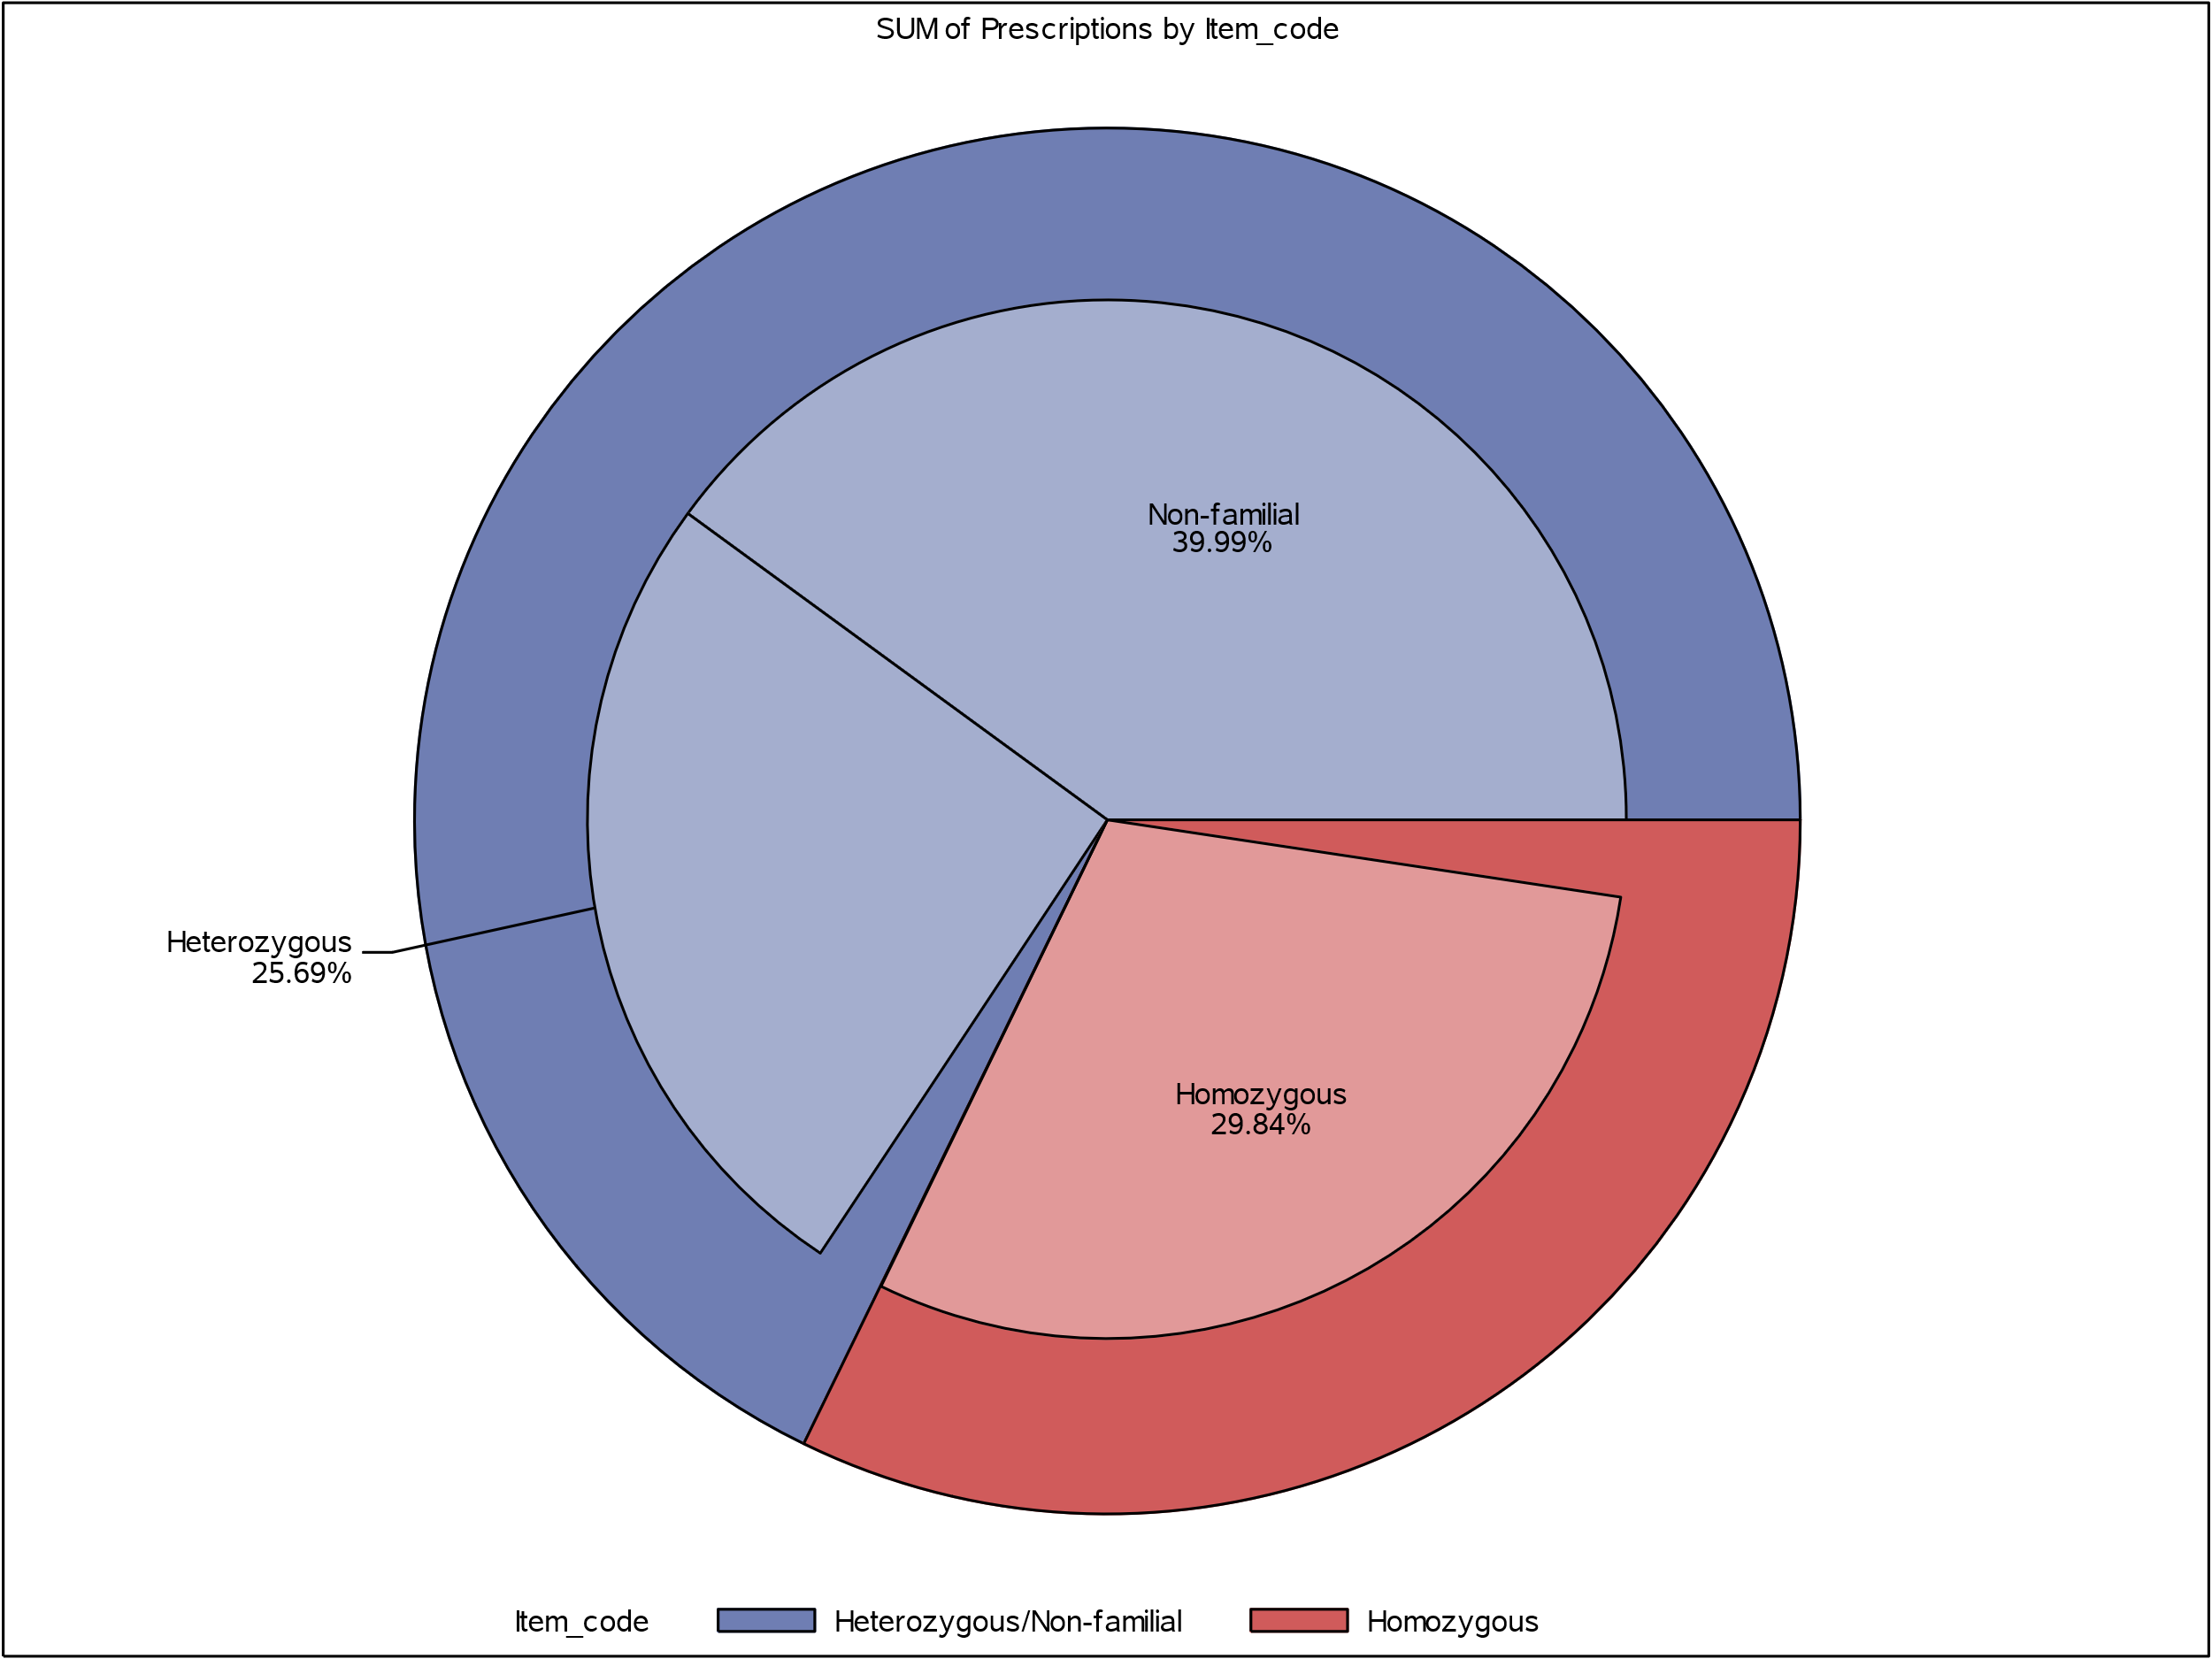 SUM of Prescriptions by Item_code
Non-familial
39.99%
Heterozygous
25.69%
Homozygous
29.84%
Item_code Heterozygous/Non-familial Homozygous